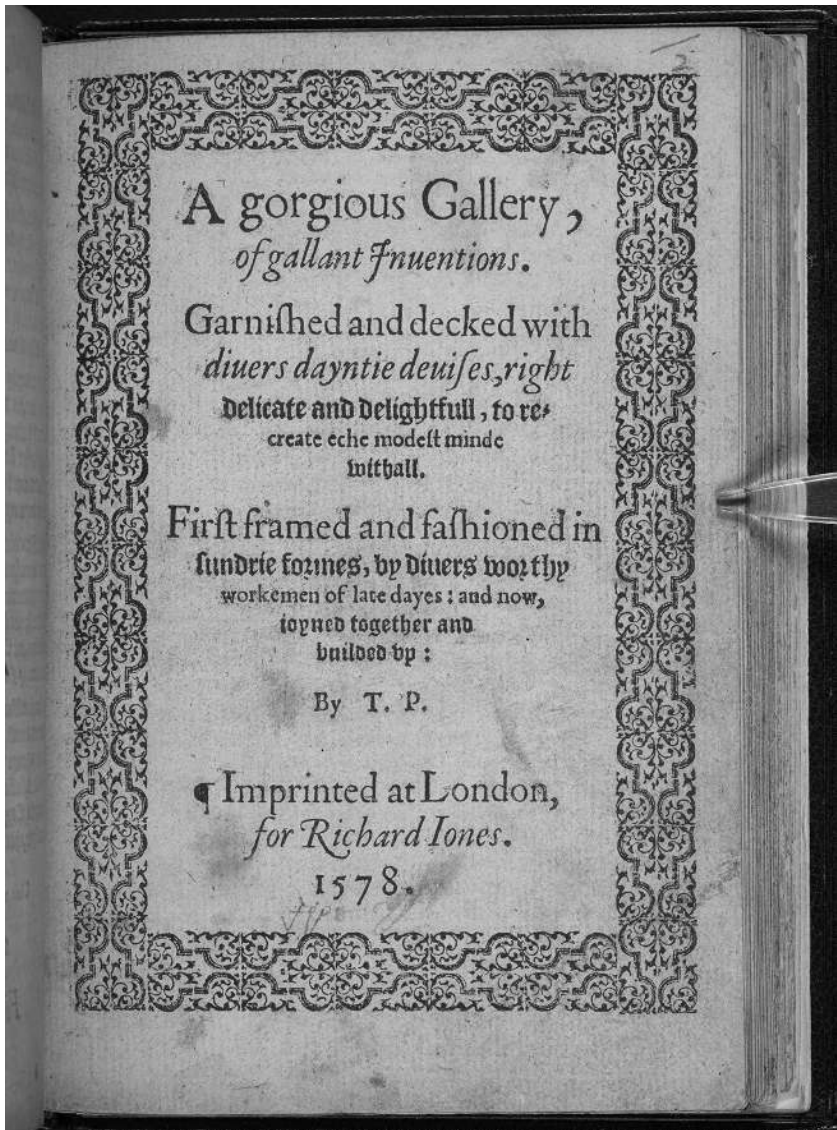 2
A gorgious Gallery,
of gallant Inuentions.
Garniſhed and decked with
diuers dayntie deuiſes, right
delicate and delightfull, to re-
create eche modeſt minde
withall.
Firſt framed and faſhioned in
ſundrie formes, by diuers worthy
workemen of late dayes: and now,
ioyned together and
builded vp:
By T. P.
¶ Imprinted at London,
for Richard Iones.
1578.